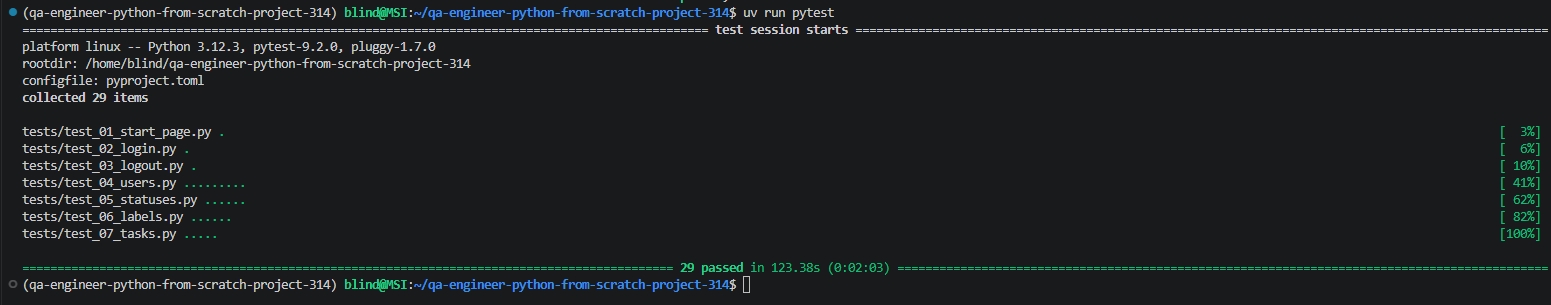 (qa-engineer-python-from-scratch-project-314) blind@MSI:~/qa-engineer-python-from-scratch-project-314$ uv run pytest
=================================================================================================== test session starts ====================================================================================================
platform linux -- Python 3.12.3, pytest-9.2.0, pluggy-1.7.0
rootdir: /home/blind/qa-engineer-python-from-scratch-project-314
configfile: pyproject.toml
collected 29 items
tests/test_01_start_page.py . [  3%]
tests/test_02_login.py . [  6%]
tests/test_03_logout.py . [ 10%]
tests/test_04_users.py ......... [ 41%]
tests/test_05_statuses.py ...... [ 62%]
tests/test_06_labels.py ...... [ 82%]
tests/test_07_tasks.py ..... [100%]
============================================================================================== 29 passed in 123.38s (0:02:03) ==============================================================================================
(qa-engineer-python-from-scratch-project-314) blind@MSI:~/qa-engineer-python-from-scratch-project-314$